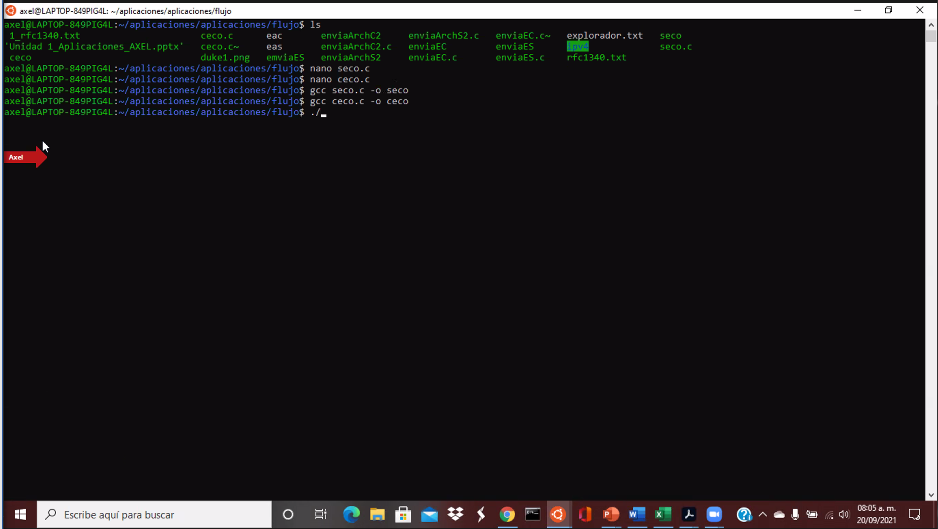 axel@LAPTOP-849PIG4L: ~/aplicaciones/aplicaciones/flujo
axel@LAPTOP-849PIG4L:~/aplicaciones/aplicaciones/flujo$ ls
1_rfc1340.txt ceco.c eac enviaArchC2 enviaArchS2.c enviaEC.c~ explorador.txt seco
'Unidad 1_Aplicaciones_AXEL.pptx' ceco.c~ eas enviaArchC2.c enviaEC enviaES ipv4 seco.c
ceco duke1.png emviaES enviaArchS2 enviaEC.c enviaES.c rfc1340.txt
axel@LAPTOP-849PIG4L:~/aplicaciones/aplicaciones/flujo$ nano seco.c
axel@LAPTOP-849PIG4L:~/aplicaciones/aplicaciones/flujo$ nano ceco.c
axel@LAPTOP-849PIG4L:~/aplicaciones/aplicaciones/flujo$ gcc seco.c -o seco
axel@LAPTOP-849PIG4L:~/aplicaciones/aplicaciones/flujo$ gcc ceco.c -o ceco
axel@LAPTOP-849PIG4L:~/aplicaciones/aplicaciones/flujo$ ./
Axel
Escribe aquí para buscar
08:05 a. m.
20/09/2021